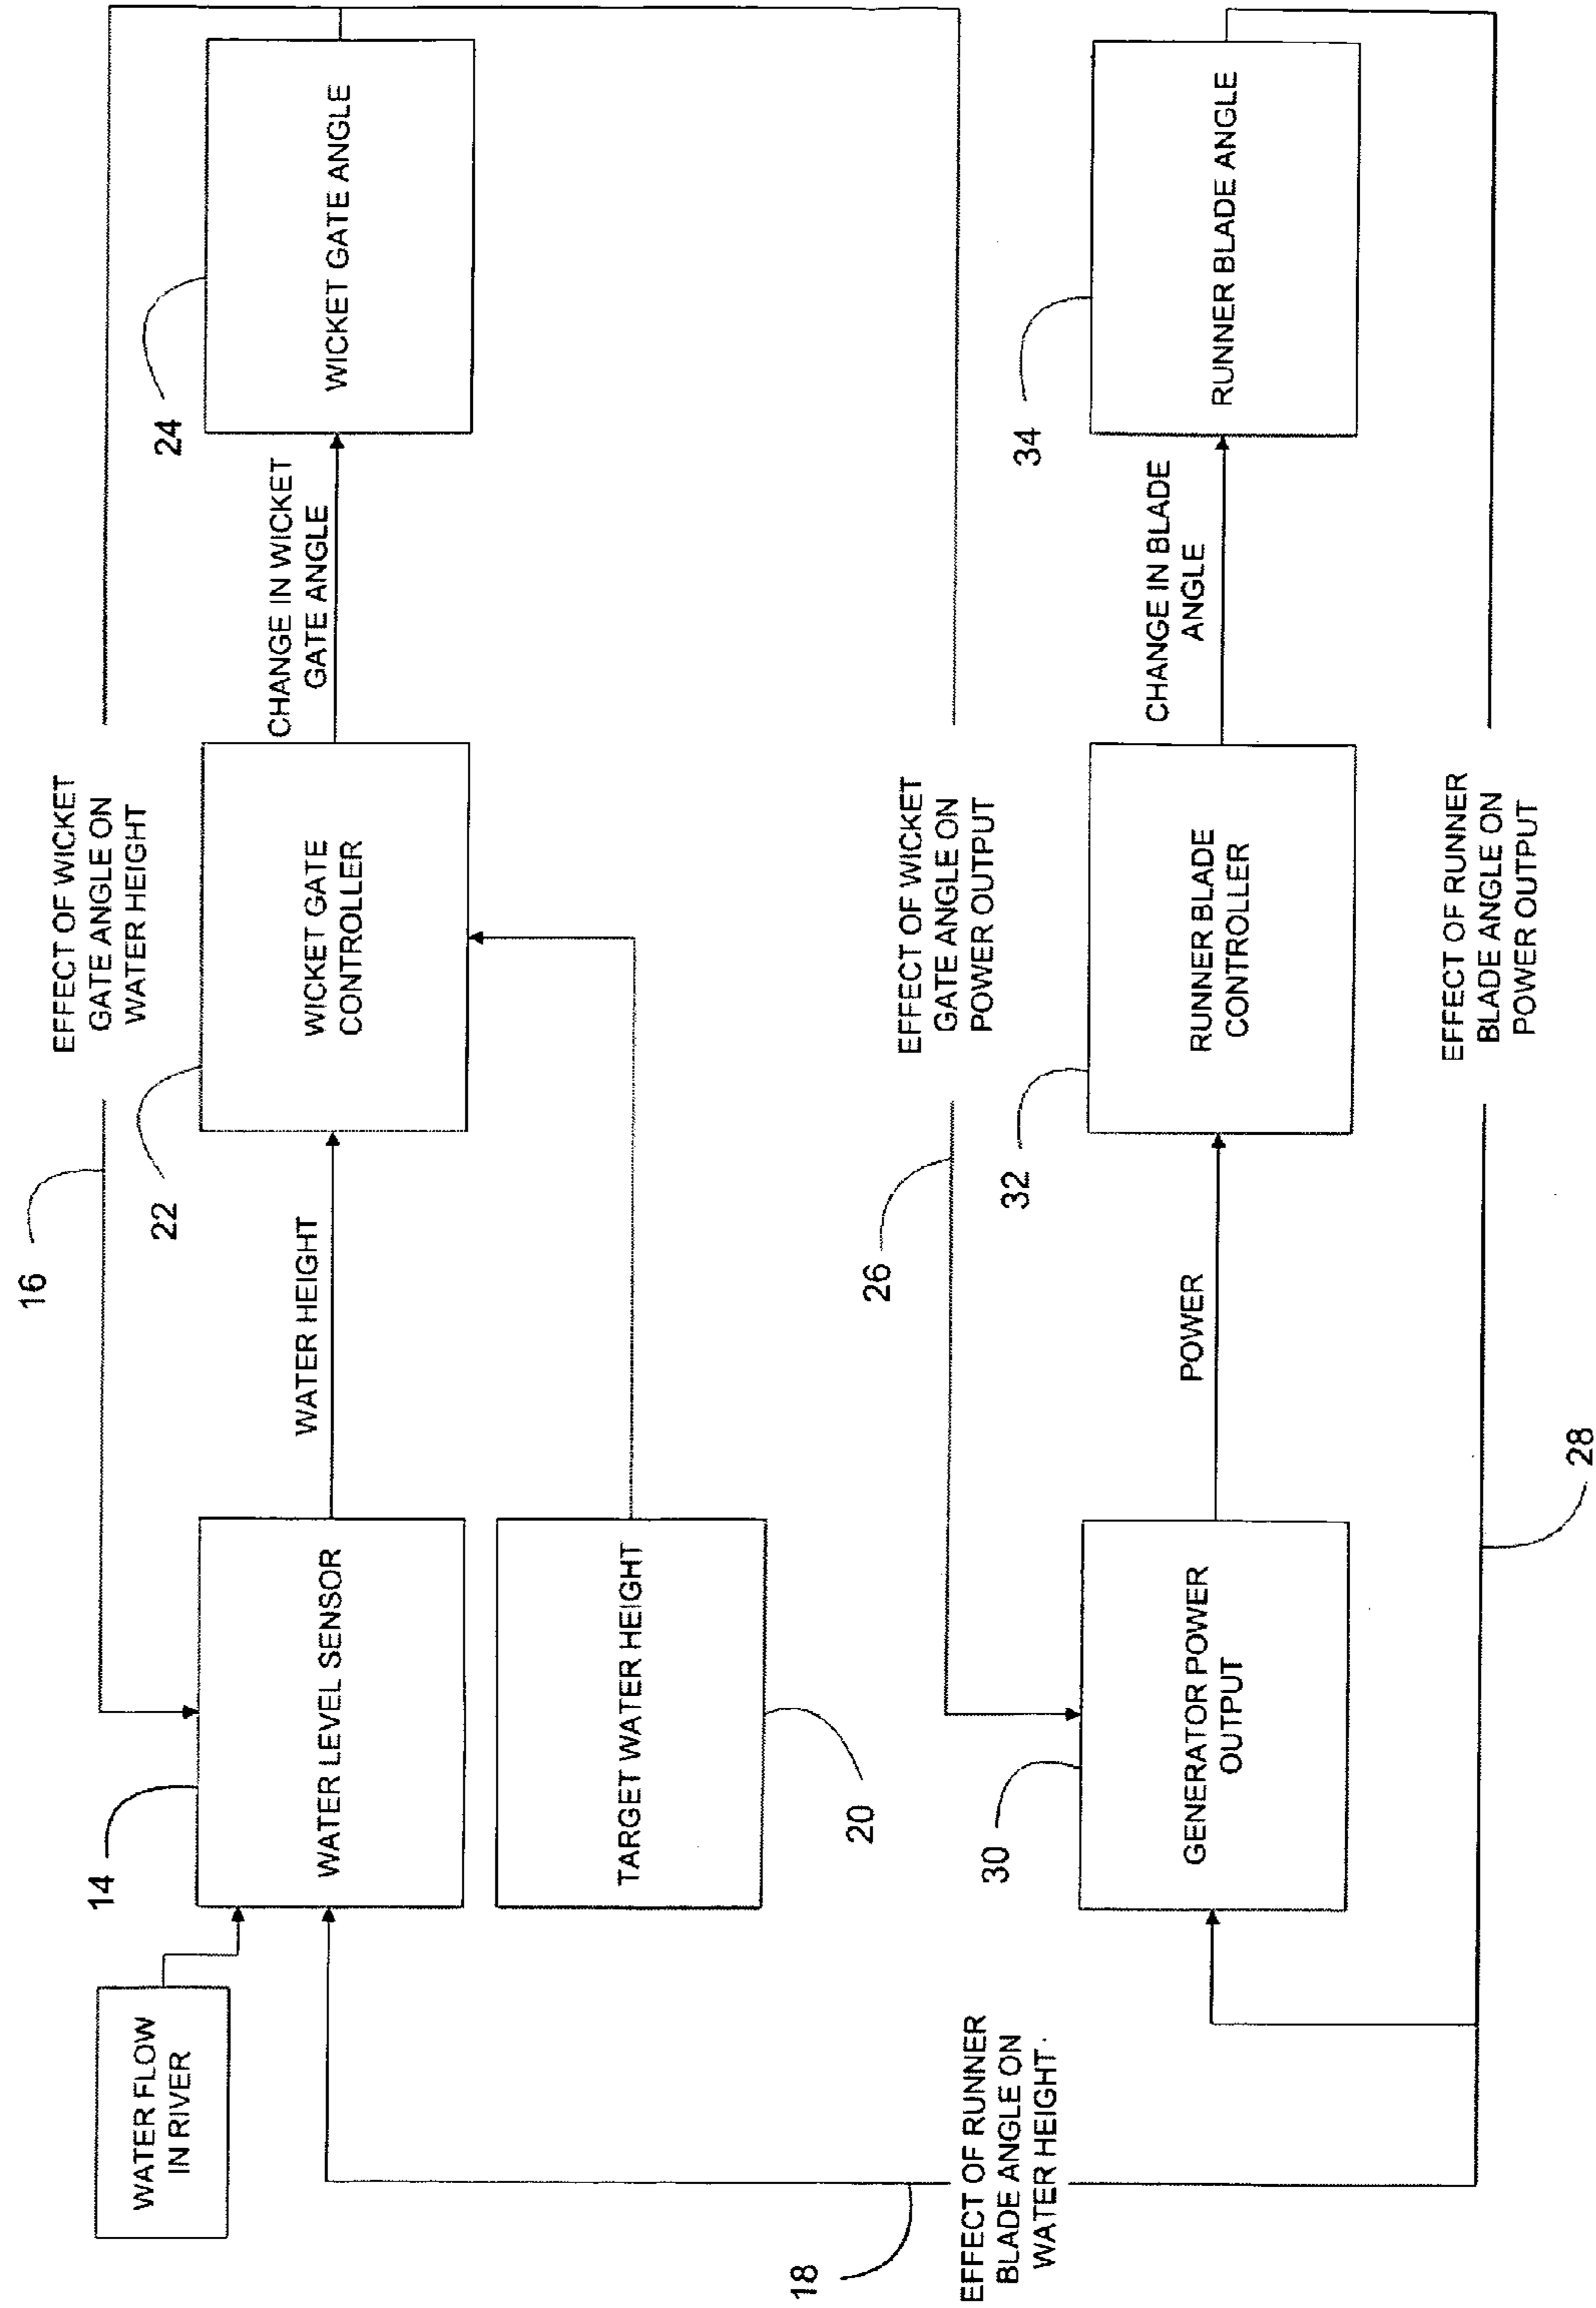 16
EFFECT OF WICKET
GATE ANGLE ON
WATER HEIGHT
WATER FLOW
IN RIVER
14
WATER LEVEL SENSOR
WATER HEIGHT
22
WICKET GATE
CONTROLLER
CHANGE IN WICKET
GATE ANGLE
24
WICKET GATE ANGLE
TARGET WATER HEIGHT
20
18
EFFECT OF RUNNER
BLADE ANGLE ON
WATER HEIGHT
26
EFFECT OF WICKET
GATE ANGLE ON
POWER OUTPUT
30
GENERATOR POWER
OUTPUT
POWER
32
RUNNER BLADE
CONTROLLER
CHANGE IN BLADE
ANGLE
34
RUNNER BLADE ANGLE
28
EFFECT OF RUNNER
BLADE ANGLE ON
POWER OUTPUT